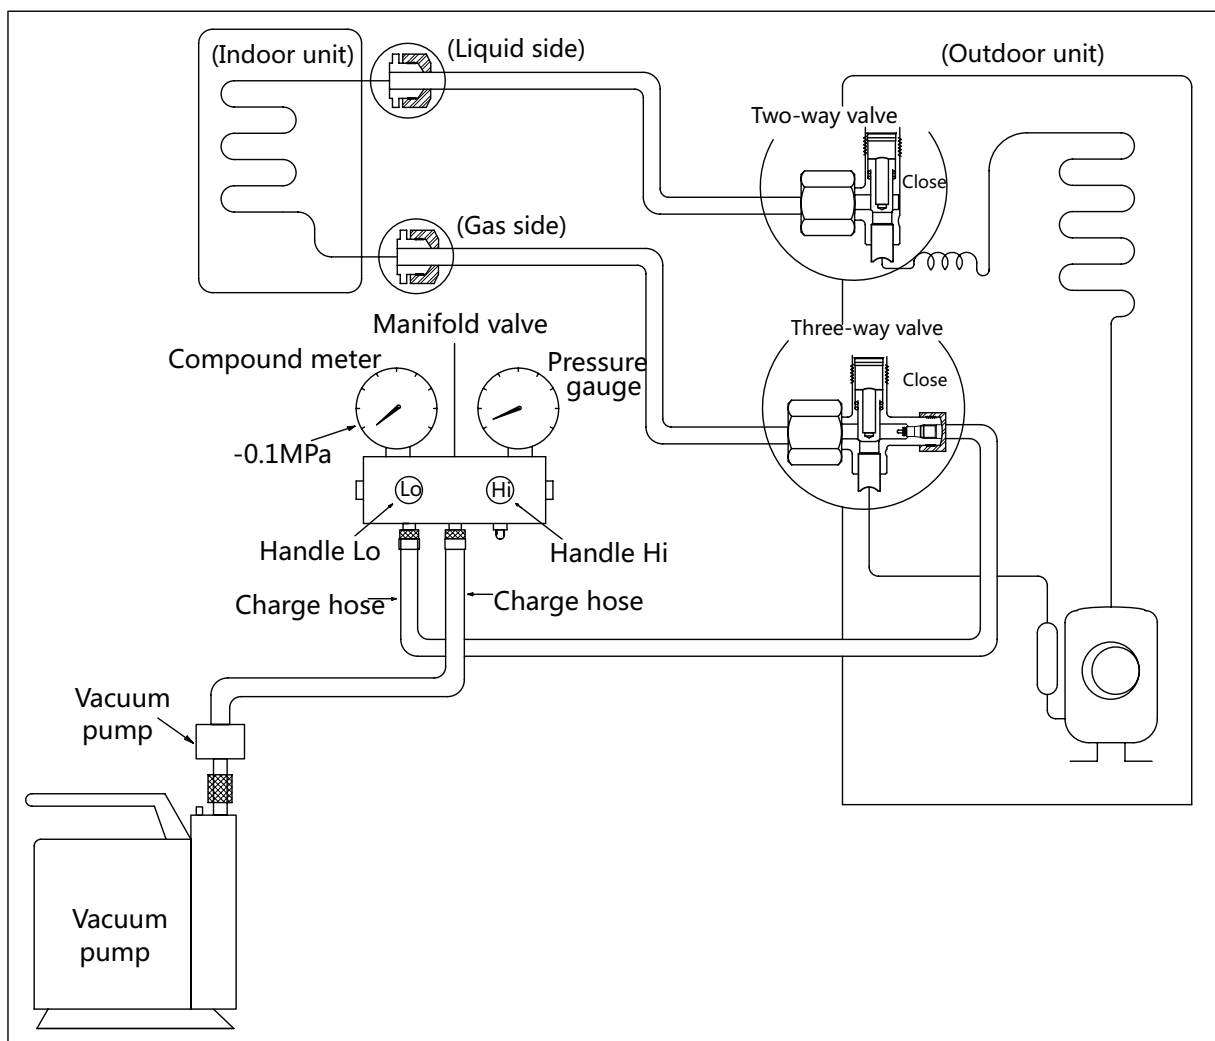 (Indoor unit)
(Liquid side)
(Outdoor unit)
Two-way valve
Close
(Gas side)
Manifold valve
Three-way valve
Compound meter
Pressure
gauge
Close
-0.1MPa
Lo
Hi
Handle Lo
Handle Hi
Charge hose
Charge hose
Vacuum
pump
Vacuum
pump